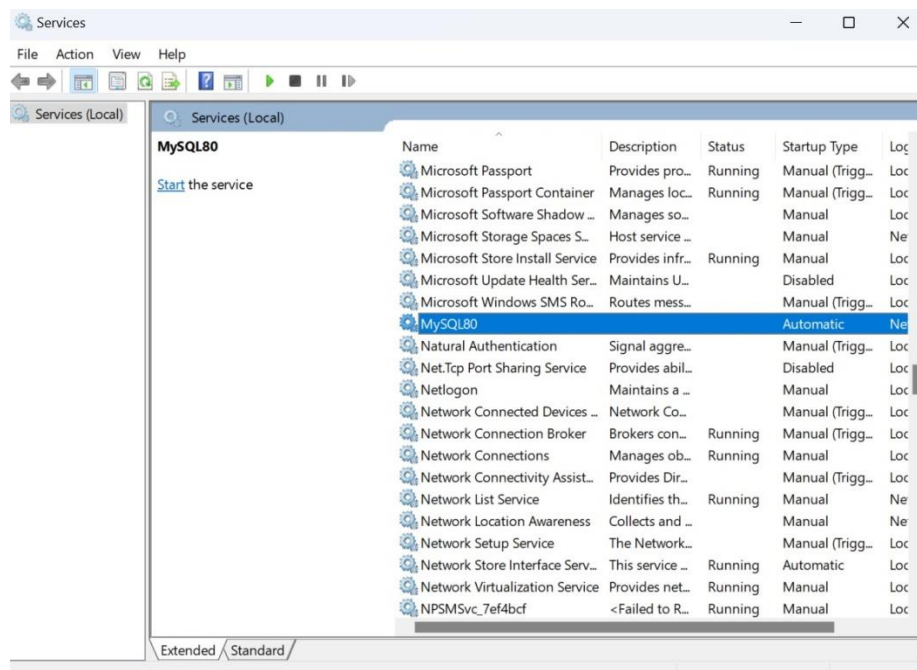 Services
File Action View Help
Services (Local)
Services (Local)
MySQL80
Start the service
Name Description Status Startup Type Log
Microsoft Passport Provides pro... Running Manual (Trigg... Loc
Microsoft Passport Container Manages loc... Running Manual (Trigg... Loc
Microsoft Software Shadow ... Manages so... Manual Loc
Microsoft Storage Spaces S... Host service ... Manual Ne
Microsoft Store Install Service Provides infr... Running Manual Loc
Microsoft Update Health Ser... Maintains U... Disabled Loc
Microsoft Windows SMS Ro... Routes mess... Manual (Trigg... Loc
MySQL80 Automatic Ne
Natural Authentication Signal aggre... Manual (Trigg... Loc
Net.Tcp Port Sharing Service Provides abil... Disabled Loc
Netlogon Maintains a ... Manual Loc
Network Connected Devices ... Network Co... Manual (Trigg... Loc
Network Connection Broker Brokers con... Running Manual (Trigg... Loc
Network Connections Manages ob... Running Manual Loc
Network Connectivity Assist... Provides Dir... Manual (Trigg... Loc
Network List Service Identifies th... Running Manual Ne
Network Location Awareness Collects and ... Manual Ne
Network Setup Service The Network... Manual (Trigg... Loc
Network Store Interface Serv... This service ... Running Automatic Loc
Network Virtualization Service Provides net... Running Manual Loc
NPSMSvc_7ef4bcf <Failed to R... Running Manual Loc
Extended Standard